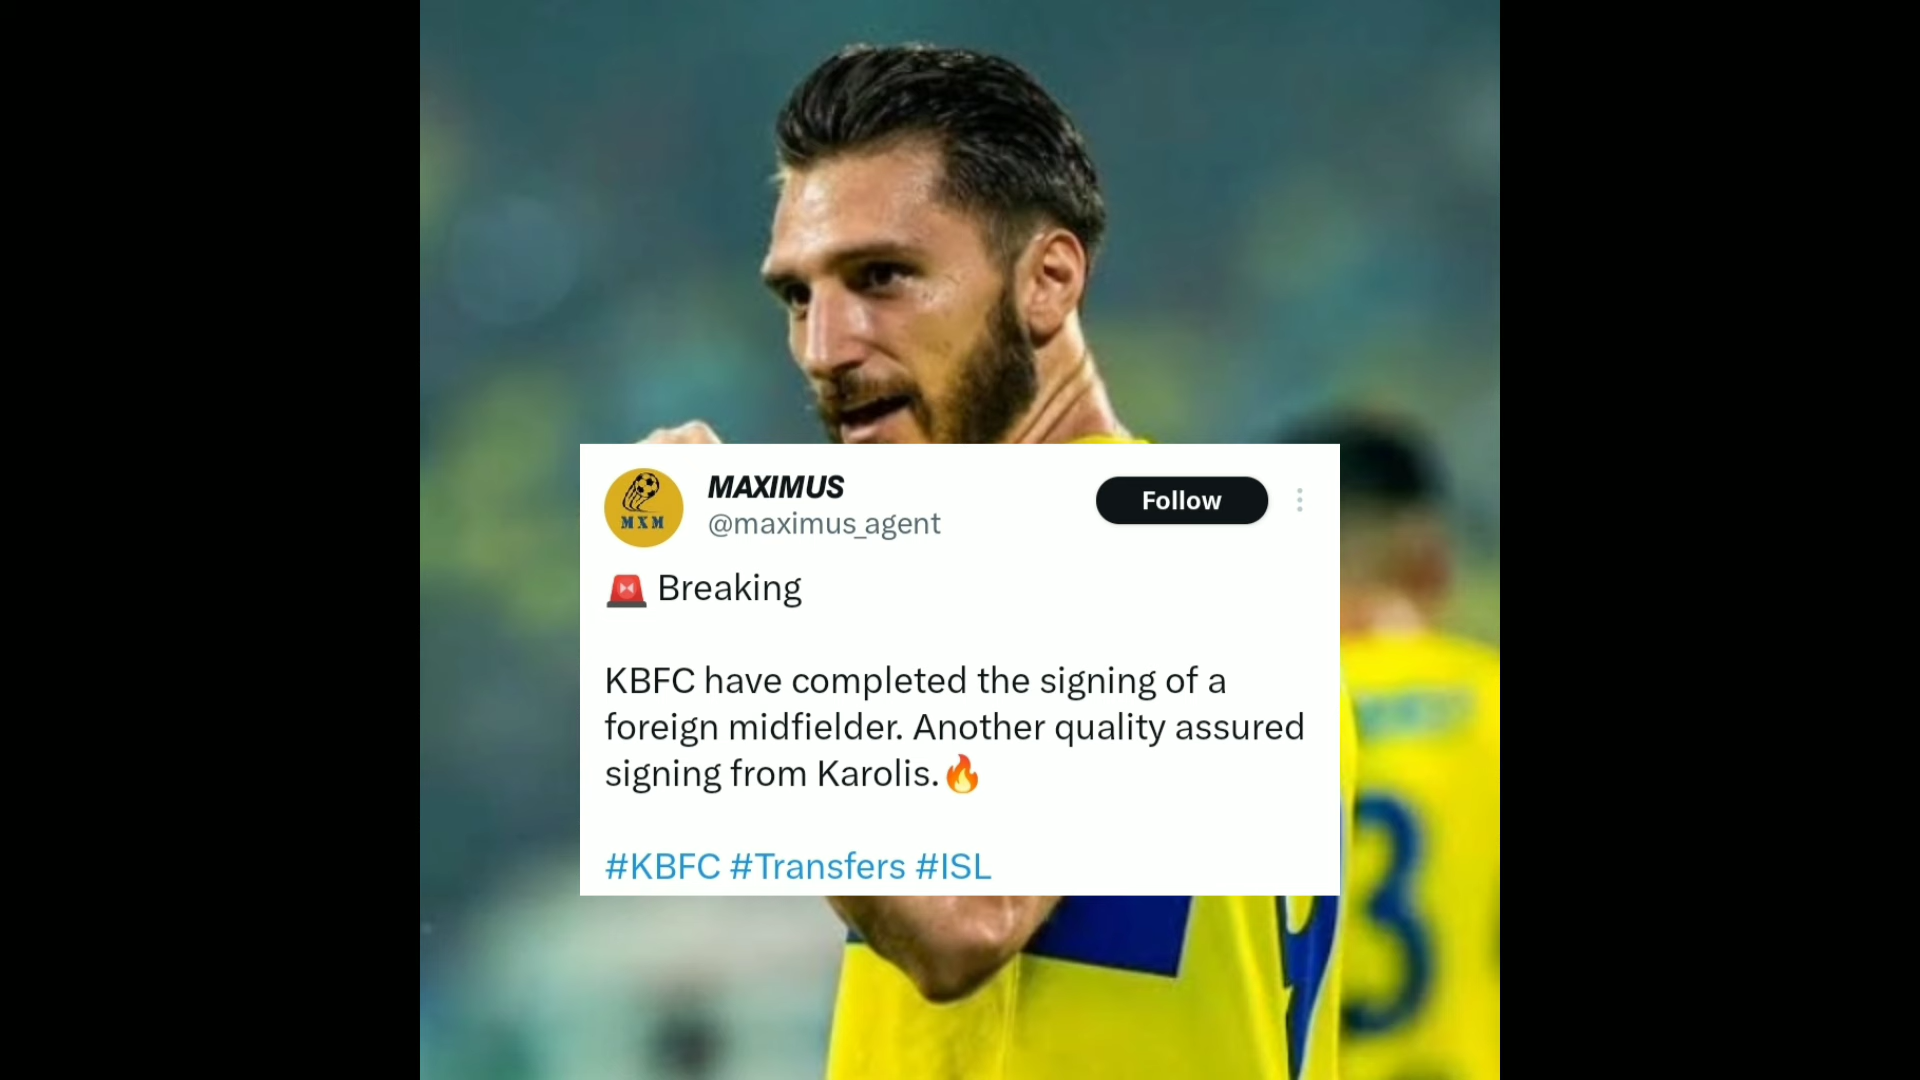 MXM
MAXIMUS
@maximus_agent
Follow
🚨 Breaking
KBFC have completed the signing of a
foreign midfielder. Another quality assured
signing from Karolis.🔥
#KBFC #Transfers #ISL
3